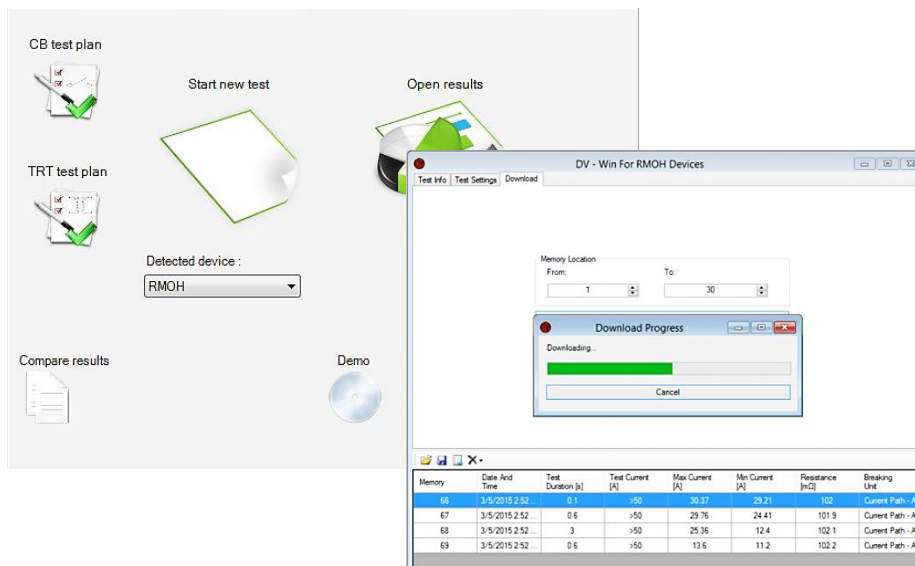 CB test plan
Start new test
Open results
TRT test plan
Detected device :
RMOH
Compare results
Demo
DV - Win For RMOH Devices
Test Info Test Settings Download
Memory Location
From: To:
1 30
Download Progress
Downloading...
Cancel
Memory Date And Time Test Duration [s] Test Current [A] Max Current [A] Min Current [A] Resistance [mΩ] Breaking Unit
66 3/5/2015 2:52 ... 0.1 >50 30.37 29.21 102 Current Path - A
67 3/5/2015 2:52 ... 0.6 >50 29.76 24.41 101.9 Current Path - A
68 3/5/2015 2:52 ... 3 >50 25.36 12.4 102.1 Current Path - A
69 3/5/2015 2:52 ... 0.6 >50 13.6 11.2 102.2 Current Path - A